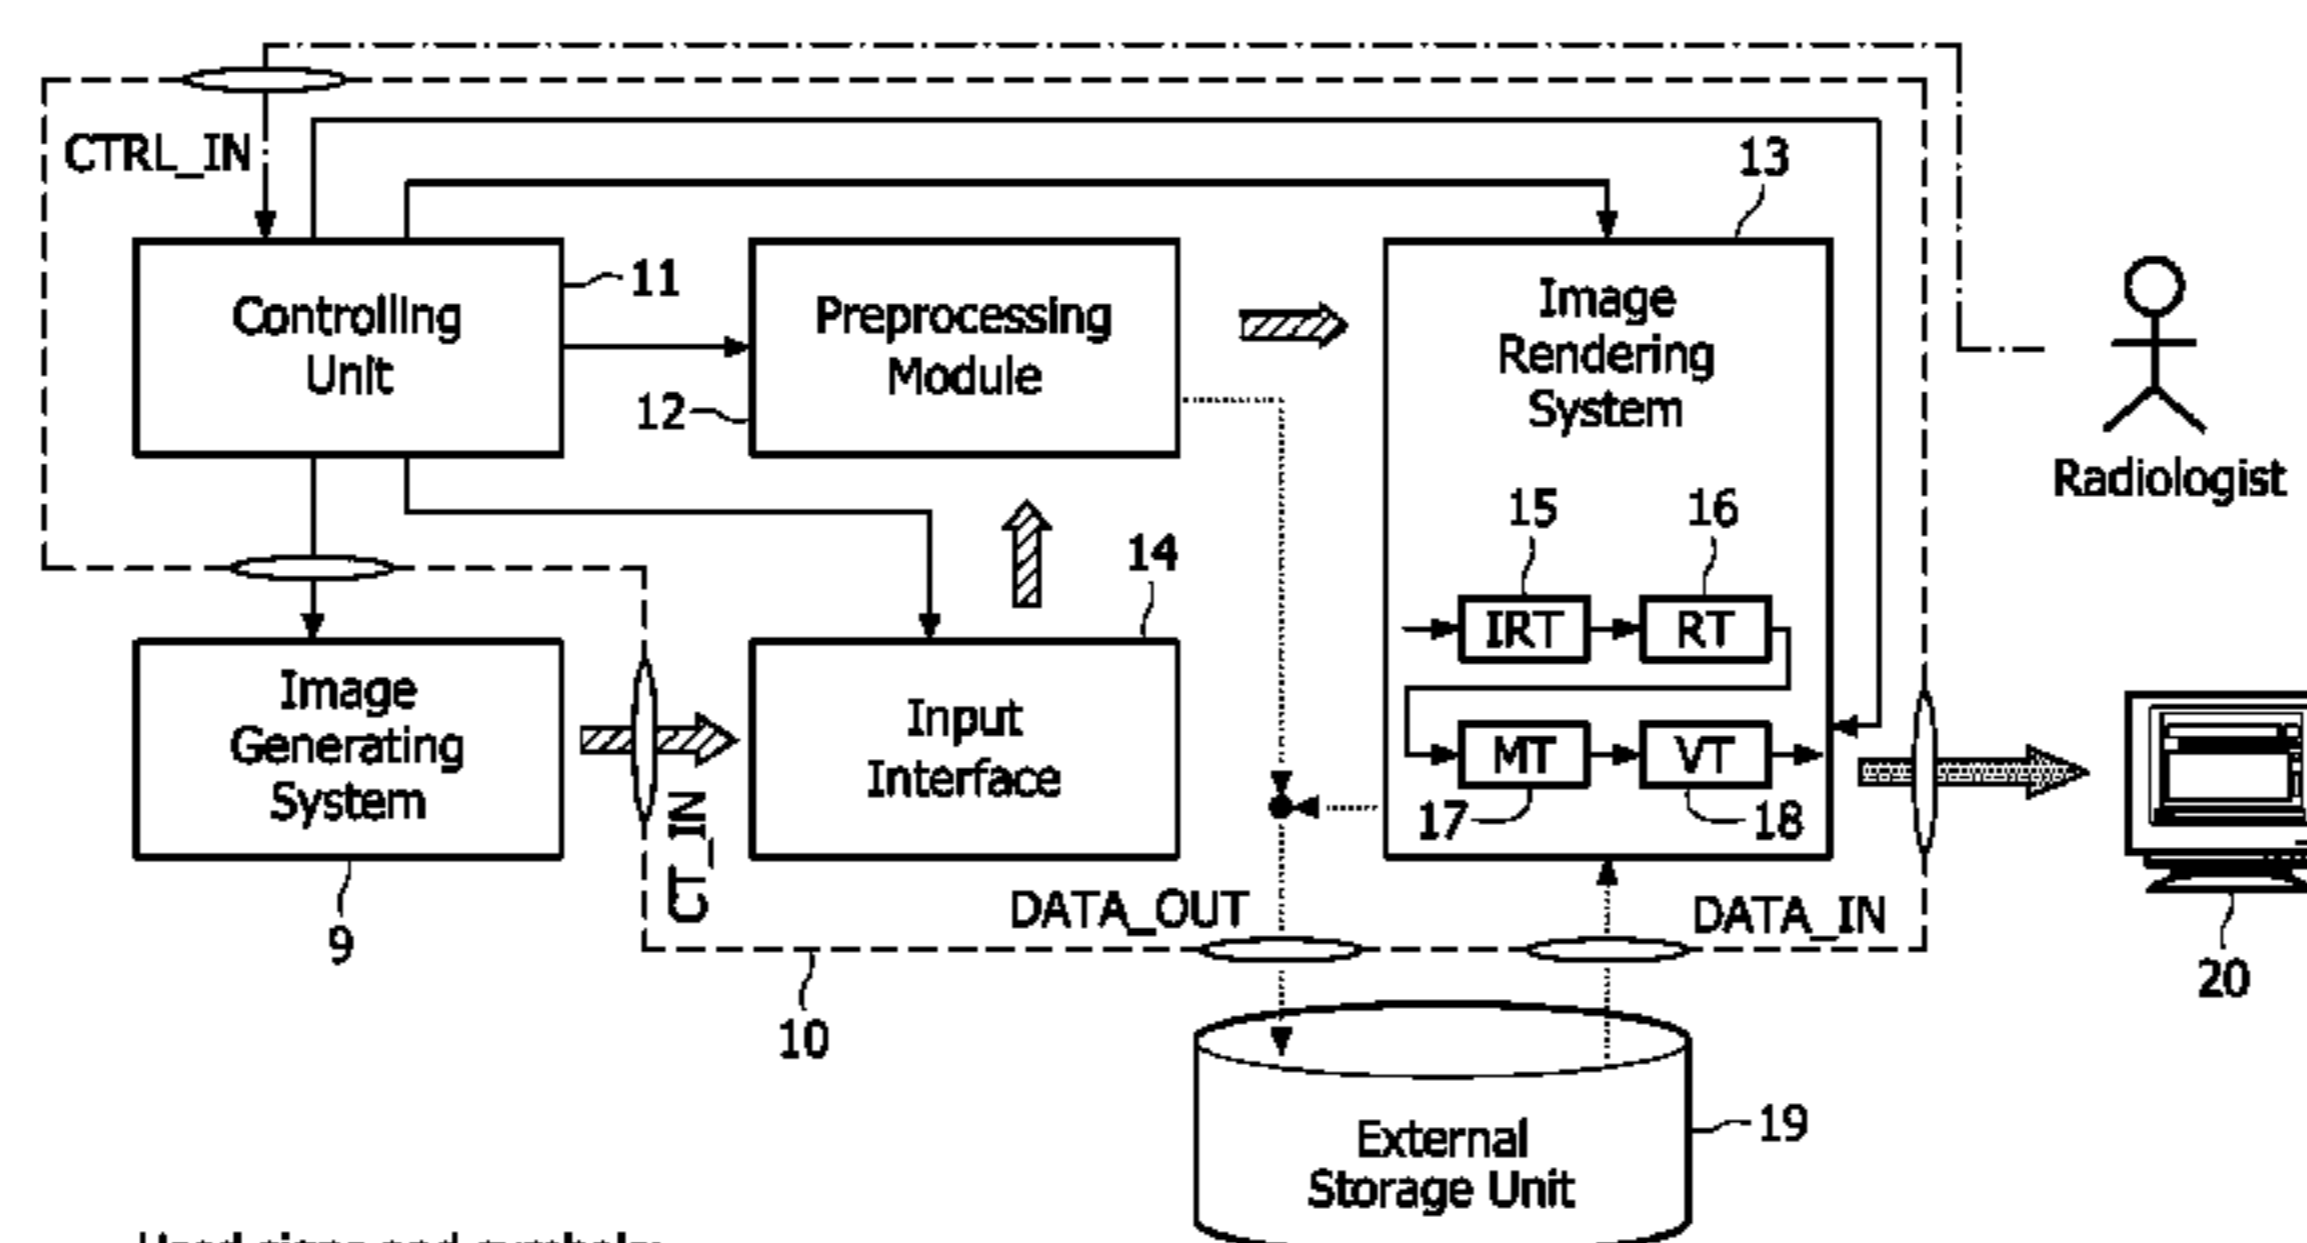 CTRL_IN
13
11
Controlling
Unit
Preprocessing
Module
12
Image
Rendering
System
Radiologist
15
16
14
IRT
RT
Image
Generating
System
Input
Interface
MT
VT
17
18
CT_IN
9
DATA_OUT
DATA_IN
20
10
19
External
Storage Unit